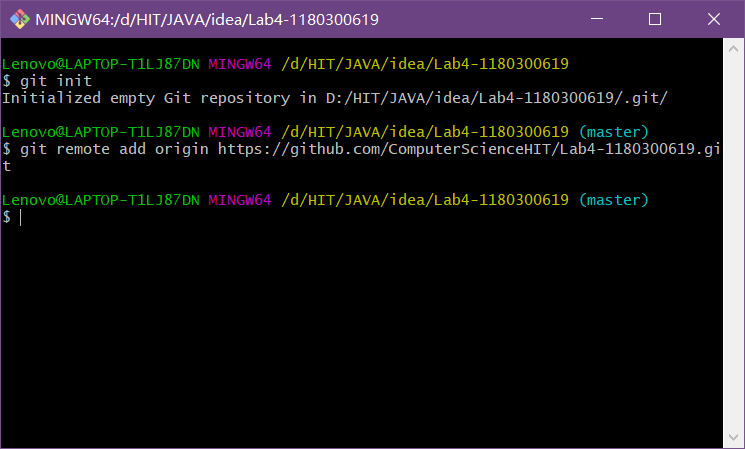 MINGW64:/d/HIT/JAVA/idea/Lab4-1180300619
Lenovo@LAPTOP-T1LJ87DN MINGW64 /d/HIT/JAVA/idea/Lab4-1180300619
$ git init
Initialized empty Git repository in D:/HIT/JAVA/idea/Lab4-1180300619/.git/
Lenovo@LAPTOP-T1LJ87DN MINGW64 /d/HIT/JAVA/idea/Lab4-1180300619 (master)
$ git remote add origin https://github.com/ComputerScienceHIT/Lab4-1180300619.gi
t
Lenovo@LAPTOP-T1LJ87DN MINGW64 /d/HIT/JAVA/idea/Lab4-1180300619 (master)
$